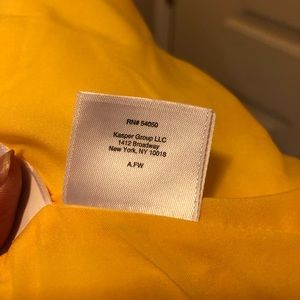 RN# 54050
Kasper Group LLC
1412 Broadway
New York, NY 10018
A.FW